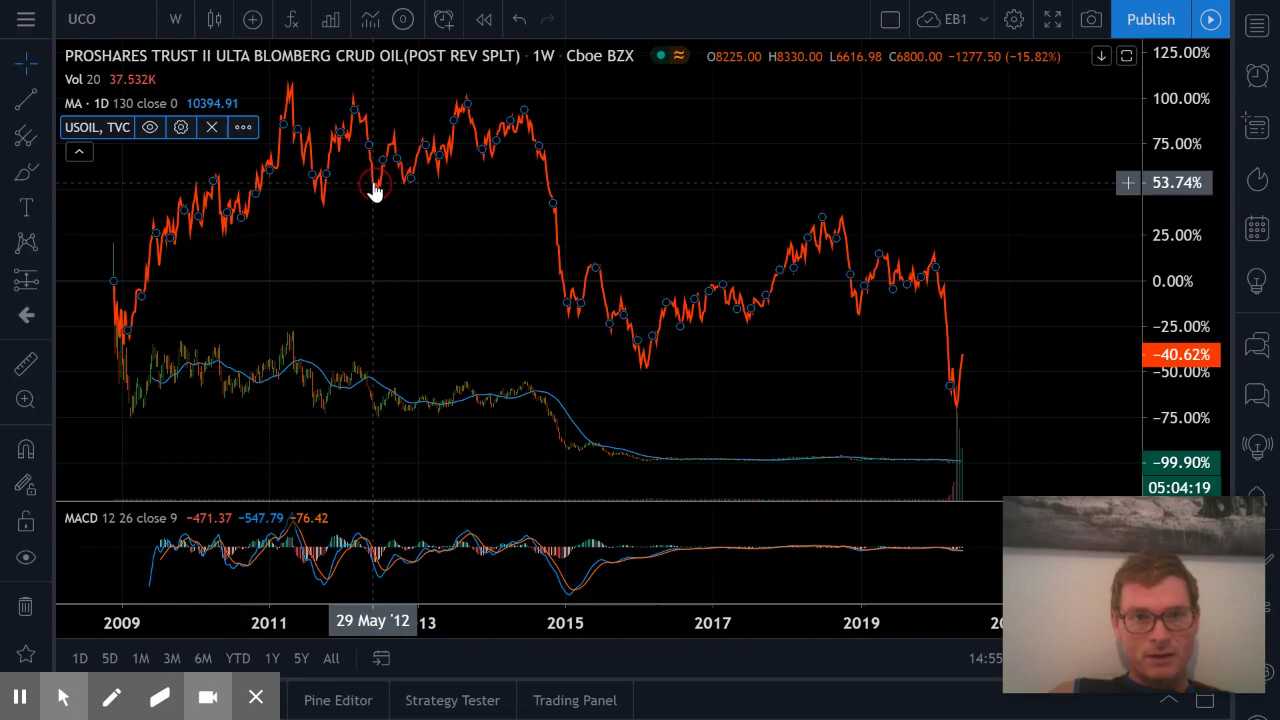 UCO W EB1 Publish
PROSHARES TRUST II ULTA BLOMBERG CRUD OIL(POST REV SPLT) · 1W · Cboe BZX O8225.00 H8330.00 L6616.98 C6800.00 −1277.50 (−15.82%)
Vol 20 37.532K
MA · 1D 130 close 0 10394.91
USOIL, TVC
125.00%
100.00%
75.00%
53.74%
25.00%
0.00%
−25.00%
−40.62%
−50.00%
−75.00%
−99.90%
05:04:19
MACD 12 26 close 9 −471.37 −547.79 −76.42
2009 2011 29 May '12 13 2015 2017 2019 20
1D 5D 1M 3M 6M YTD 1Y 5Y All 14:55
Pine Editor Strategy Tester Trading Panel